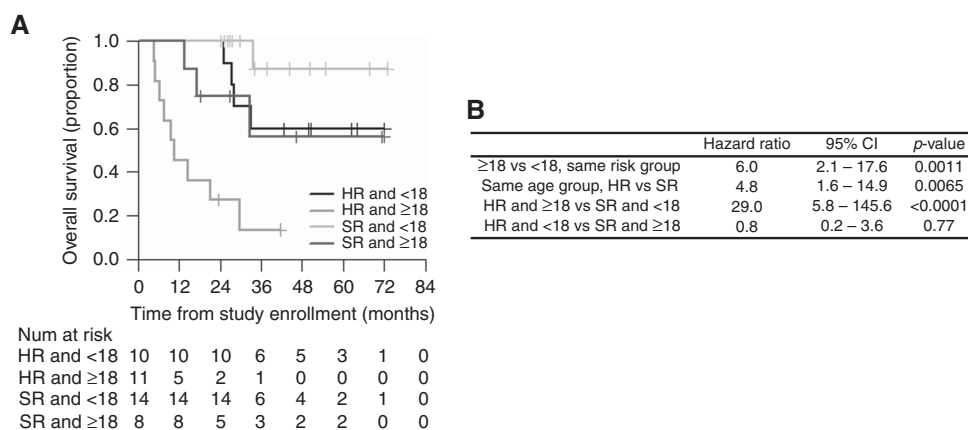 A
1.0
0.8
0.6
0.4
0.2
0.0
Overall survival (proportion)
HR and <18
HR and ≥18
SR and <18
SR and ≥18
0 12 24 36 48 60 72 84
Time from study enrollment (months)
Num at risk
HR and <18 10 10 10 6 5 3 1 0
HR and ≥18 11 5 2 1 0 0 0 0
SR and <18 14 14 14 6 4 2 1 0
SR and ≥18 8 8 5 3 2 2 0 0
B
Hazard ratio 95% CI p-value
≥18 vs <18, same risk group 6.0 2.1 – 17.6 0.0011
Same age group, HR vs SR 4.8 1.6 – 14.9 0.0065
HR and ≥18 vs SR and <18 29.0 5.8 – 145.6 <0.0001
HR and <18 vs SR and ≥18 0.8 0.2 – 3.6 0.77